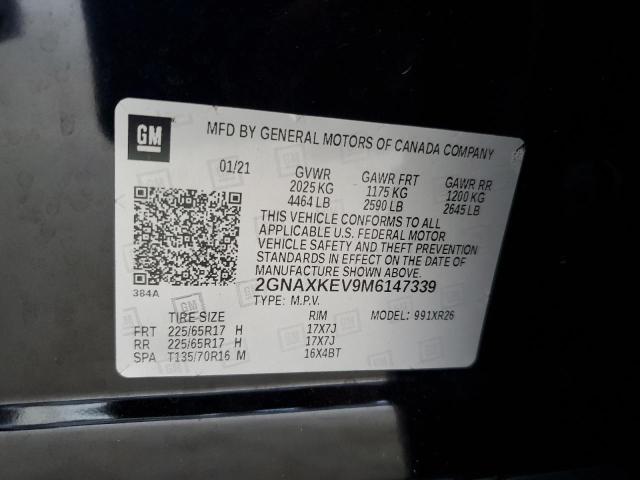 GM
MFD BY GENERAL MOTORS OF CANADA COMPANY
01/21 GVWR GAWR FRT GAWR RR
2025 KG 1175 KG 1200 KG
4464 LB 2590 LB 2645 LB
THIS VEHICLE CONFORMS TO ALL
APPLICABLE U.S. FEDERAL MOTOR
VEHICLE SAFETY AND THEFT PREVENTION
STANDARDS IN EFFECT ON THE DATE OF
MANUFACTURE SHOWN ABOVE.
384A
2GNAXKEV9M6147339
TYPE: M.P.V.
TIRE SIZE RIM 991XR26
FRT 225/65R17 H 17X7J
RR 225/65R17 H 17X7J
SPA T135/70R16 M 16X4BT